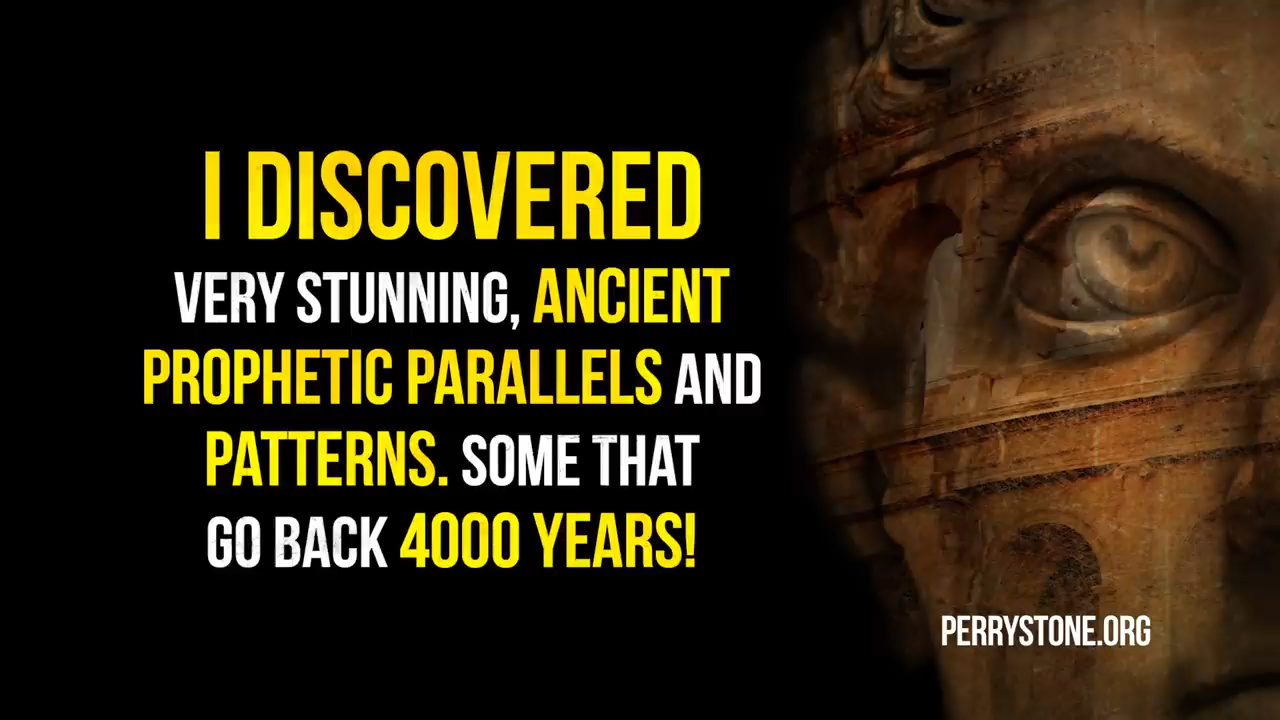 I DISCOVERED
VERY STUNNING, ANCIENT
PROPHETIC PARALLELS AND
PATTERNS. SOME THAT
GO BACK 4000 YEARS!
PERRYSTONE.ORG